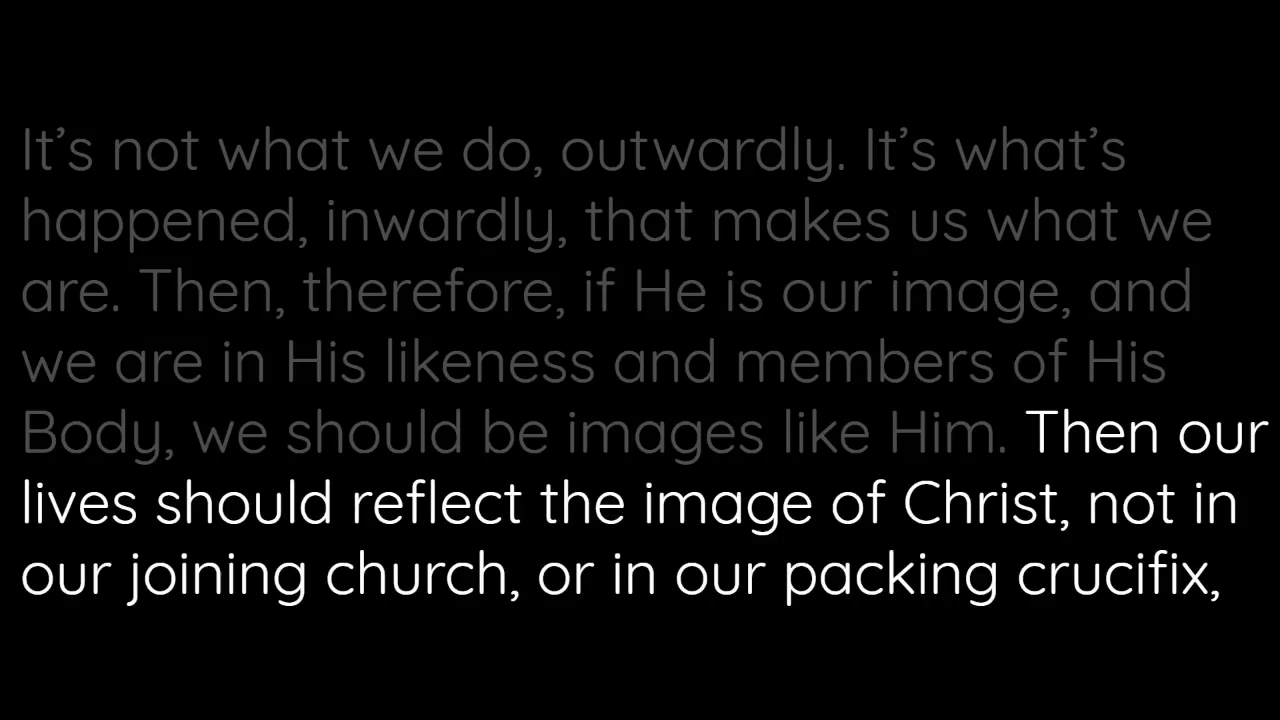 It’s not what we do, outwardly. It’s what’s
happened, inwardly, that makes us what we
are. Then, therefore, if He is our image, and
we are in His likeness and members of His
Body, we should be images like Him. Then our
lives should reflect the image of Christ, not in
our joining church, or in our packing crucifix,